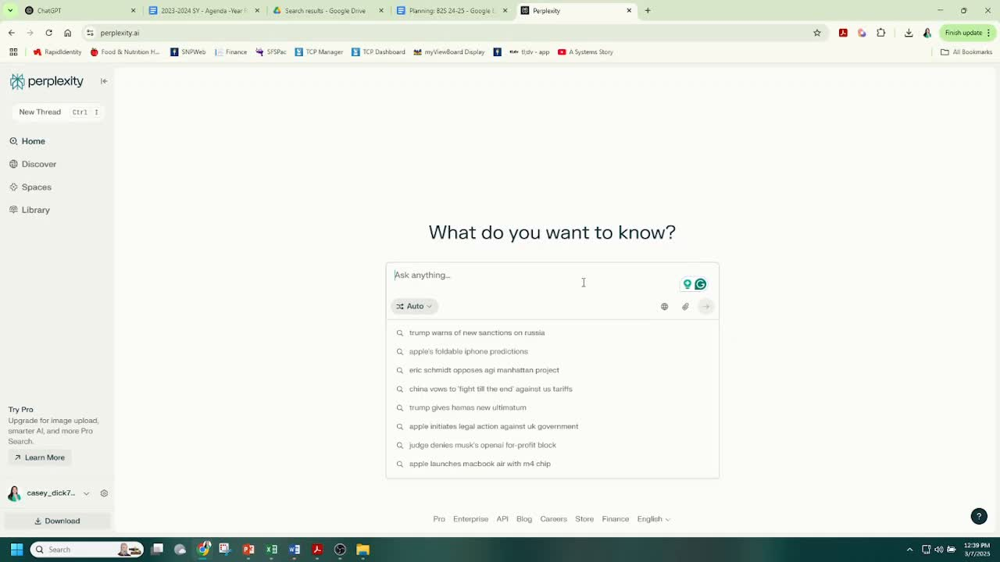 ChatGPT
2023-2024 SY - Agenda -Year F
Search results - Google Drive
Planning: B2S 24-25 - Google D
Perplexity
perplexity.ai
Finish update
RapidIdentity
Food & Nutrition H...
SNPWeb
Finance
SFSPac
TCP Manager
TCP Dashboard
myViewBoard Display
tl;dv - app
A Systems Story
All Bookmarks
perplexity
New Thread Ctrl I
Home
Discover
Spaces
Library
What do you want to know?
Ask anything...
Auto
trump warns of new sanctions on russia
apple's foldable iphone predictions
eric schmidt opposes agi manhattan project
china vows to 'fight till the end' against us tariffs
trump gives hamas new ultimatum
apple initiates legal action against uk government
judge denies musk's openai for-profit block
apple launches macbook air with m4 chip
Try Pro
Upgrade for image upload,
smarter AI, and more Pro
Search.
Learn More
casey_dick7...
Download
Pro Enterprise API Blog Careers Store Finance English
?
Search
12:39 PM
3/7/2025